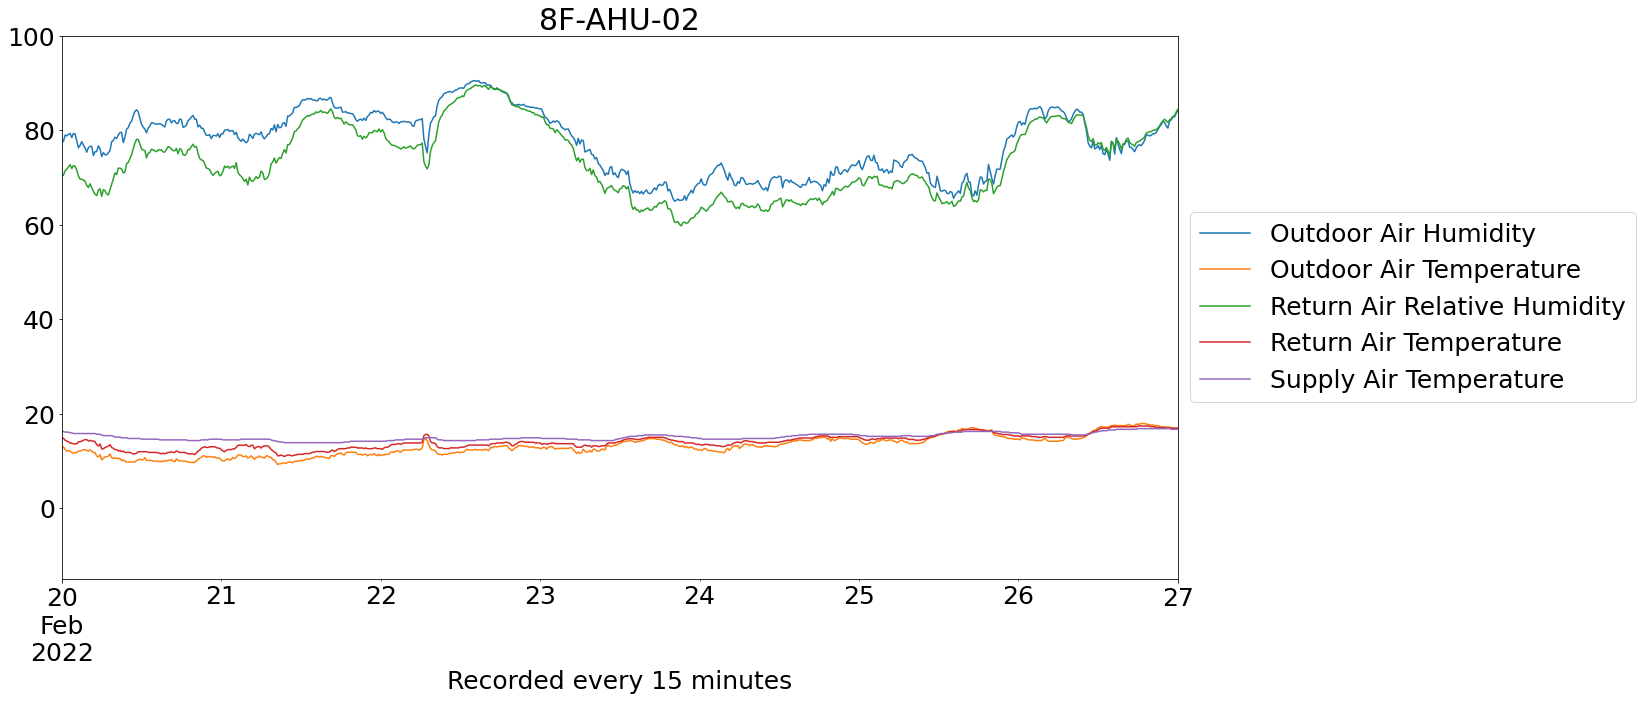 8F-AHU-02
100
80
60
40
20
0
20 21 22 23 24 25 26 27
Feb
2022
Recorded every 15 minutes
Outdoor Air Humidity
Outdoor Air Temperature
Return Air Relative Humidity
Return Air Temperature
Supply Air Temperature